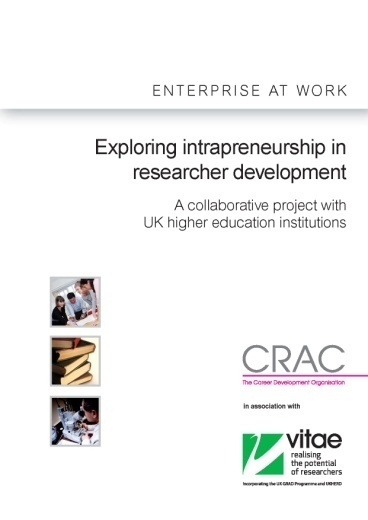 ENTERPRISE AT WORK
Exploring intrapreneurship in
researcher development
A collaborative project with
UK higher education institutions
CRAC
The Career Development Organisation
in association with
vitae
realising
the potential
of researchers
Incorporating the UK GRAD Programme and UKHERD